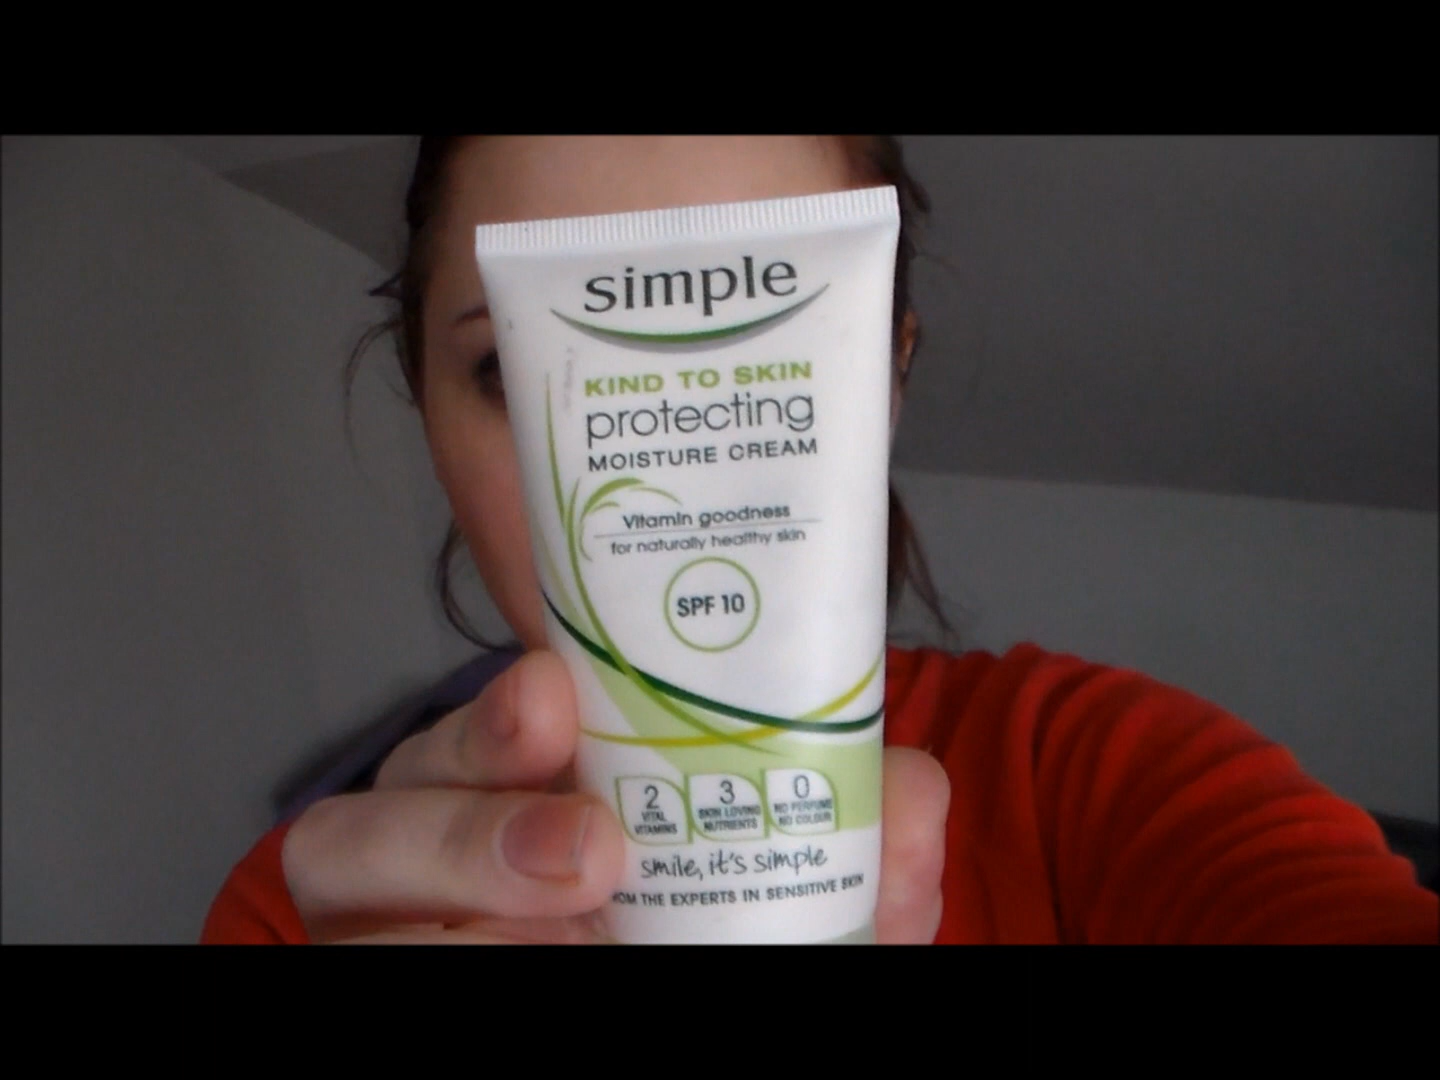 simple
KIND TO SKIN
protecting
MOISTURE CREAM
Vitamin goodness
for naturally healthy skin
SPF 10
2
VITAL
VITAMINS
3
SKIN LOVING
NUTRIENTS
0
NO PERFUME
NO COLOUR
smile, it's simple
OM THE EXPERTS IN SENSITIVE SKIN